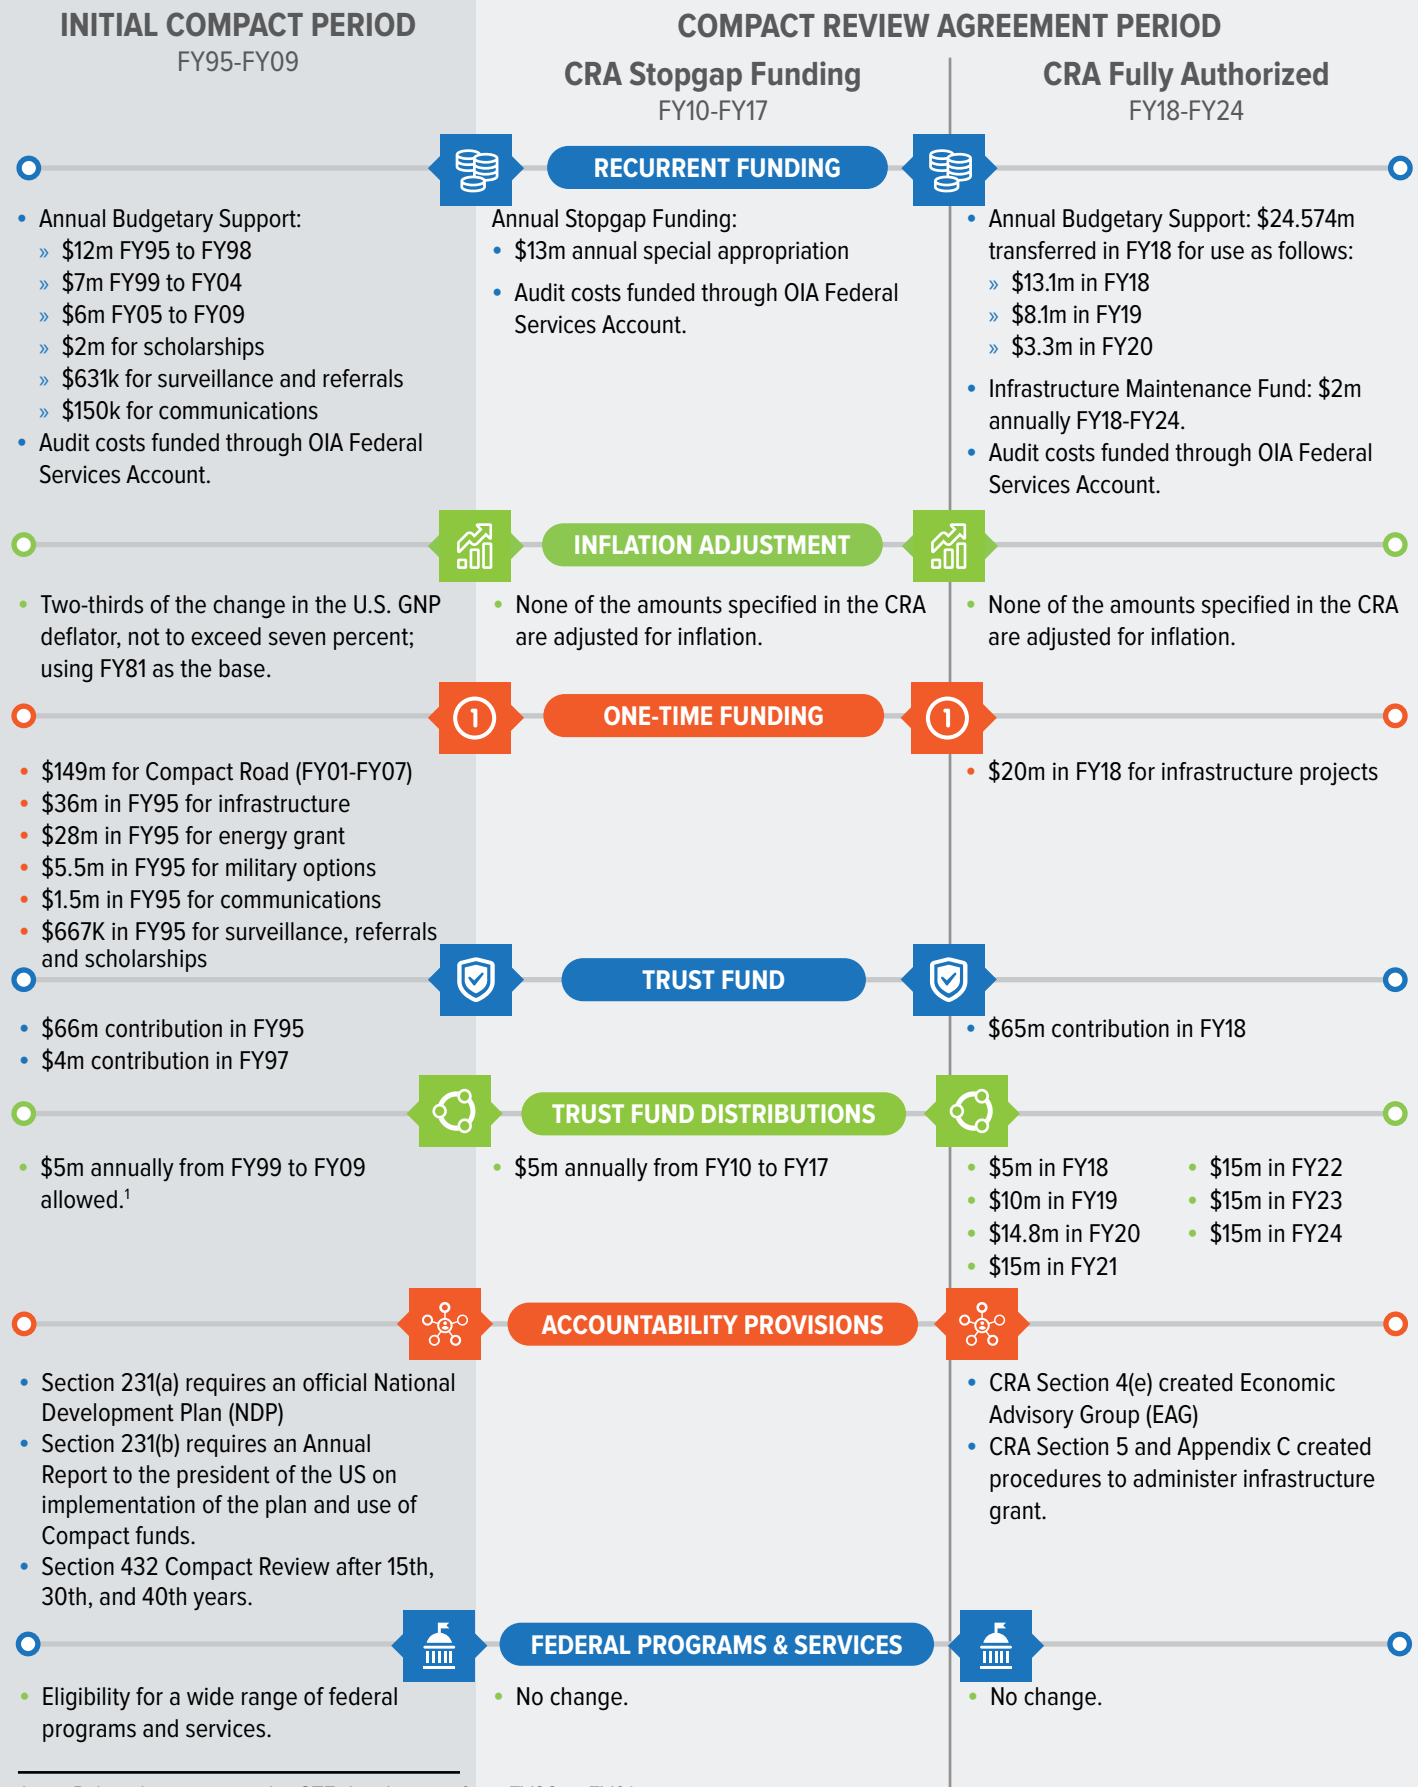 INITIAL COMPACT PERIOD
FY95-FY09
COMPACT REVIEW AGREEMENT PERIOD
CRA Stopgap Funding
FY10-FY17
CRA Fully Authorized
FY18-FY24
RECURRENT FUNDING
• Annual Budgetary Support:
» $12m FY95 to FY98
» $7m FY99 to FY04
» $6m FY05 to FY09
» $2m for scholarships
» $631k for surveillance and referrals
» $150k for communications
• Audit costs funded through OIA Federal
Services Account.
Annual Stopgap Funding:
• $13m annual special appropriation
• Audit costs funded through OIA Federal
Services Account.
• Annual Budgetary Support: $24.574m
transferred in FY18 for use as follows:
» $13.1m in FY18
» $8.1m in FY19
» $3.3m in FY20
• Infrastructure Maintenance Fund: $2m
annually FY18-FY24.
• Audit costs funded through OIA Federal
Services Account.
INFLATION ADJUSTMENT
• Two-thirds of the change in the U.S. GNP
deflator, not to exceed seven percent;
using FY81 as the base.
• None of the amounts specified in the CRA
are adjusted for inflation.
• None of the amounts specified in the CRA
are adjusted for inflation.
1
ONE-TIME FUNDING
1
• $149m for Compact Road (FY01-FY07)
• $36m in FY95 for infrastructure
• $28m in FY95 for energy grant
• $5.5m in FY95 for military options
• $1.5m in FY95 for communications
• $667K in FY95 for surveillance, referrals
and scholarships
• $20m in FY18 for infrastructure projects
TRUST FUND
• $66m contribution in FY95
• $4m contribution in FY97
• $65m contribution in FY18
TRUST FUND DISTRIBUTIONS
• $5m annually from FY99 to FY09
allowed.¹
• $5m annually from FY10 to FY17
• $5m in FY18
• $10m in FY19
• $14.8m in FY20
• $15m in FY21
• $15m in FY22
• $15m in FY23
• $15m in FY24
ACCOUNTABILITY PROVISIONS
• Section 231(a) requires an official National
Development Plan (NDP)
• Section 231(b) requires an Annual
Report to the president of the US on
implementation of the plan and use of
Compact funds.
• Section 432 Compact Review after 15th,
30th, and 40th years.
• CRA Section 4(e) created Economic
Advisory Group (EAG)
• CRA Section 5 and Appendix C created
procedures to administer infrastructure
grant.
FEDERAL PROGRAMS & SERVICES
• Eligibility for a wide range of federal
programs and services.
• No change.
• No change.